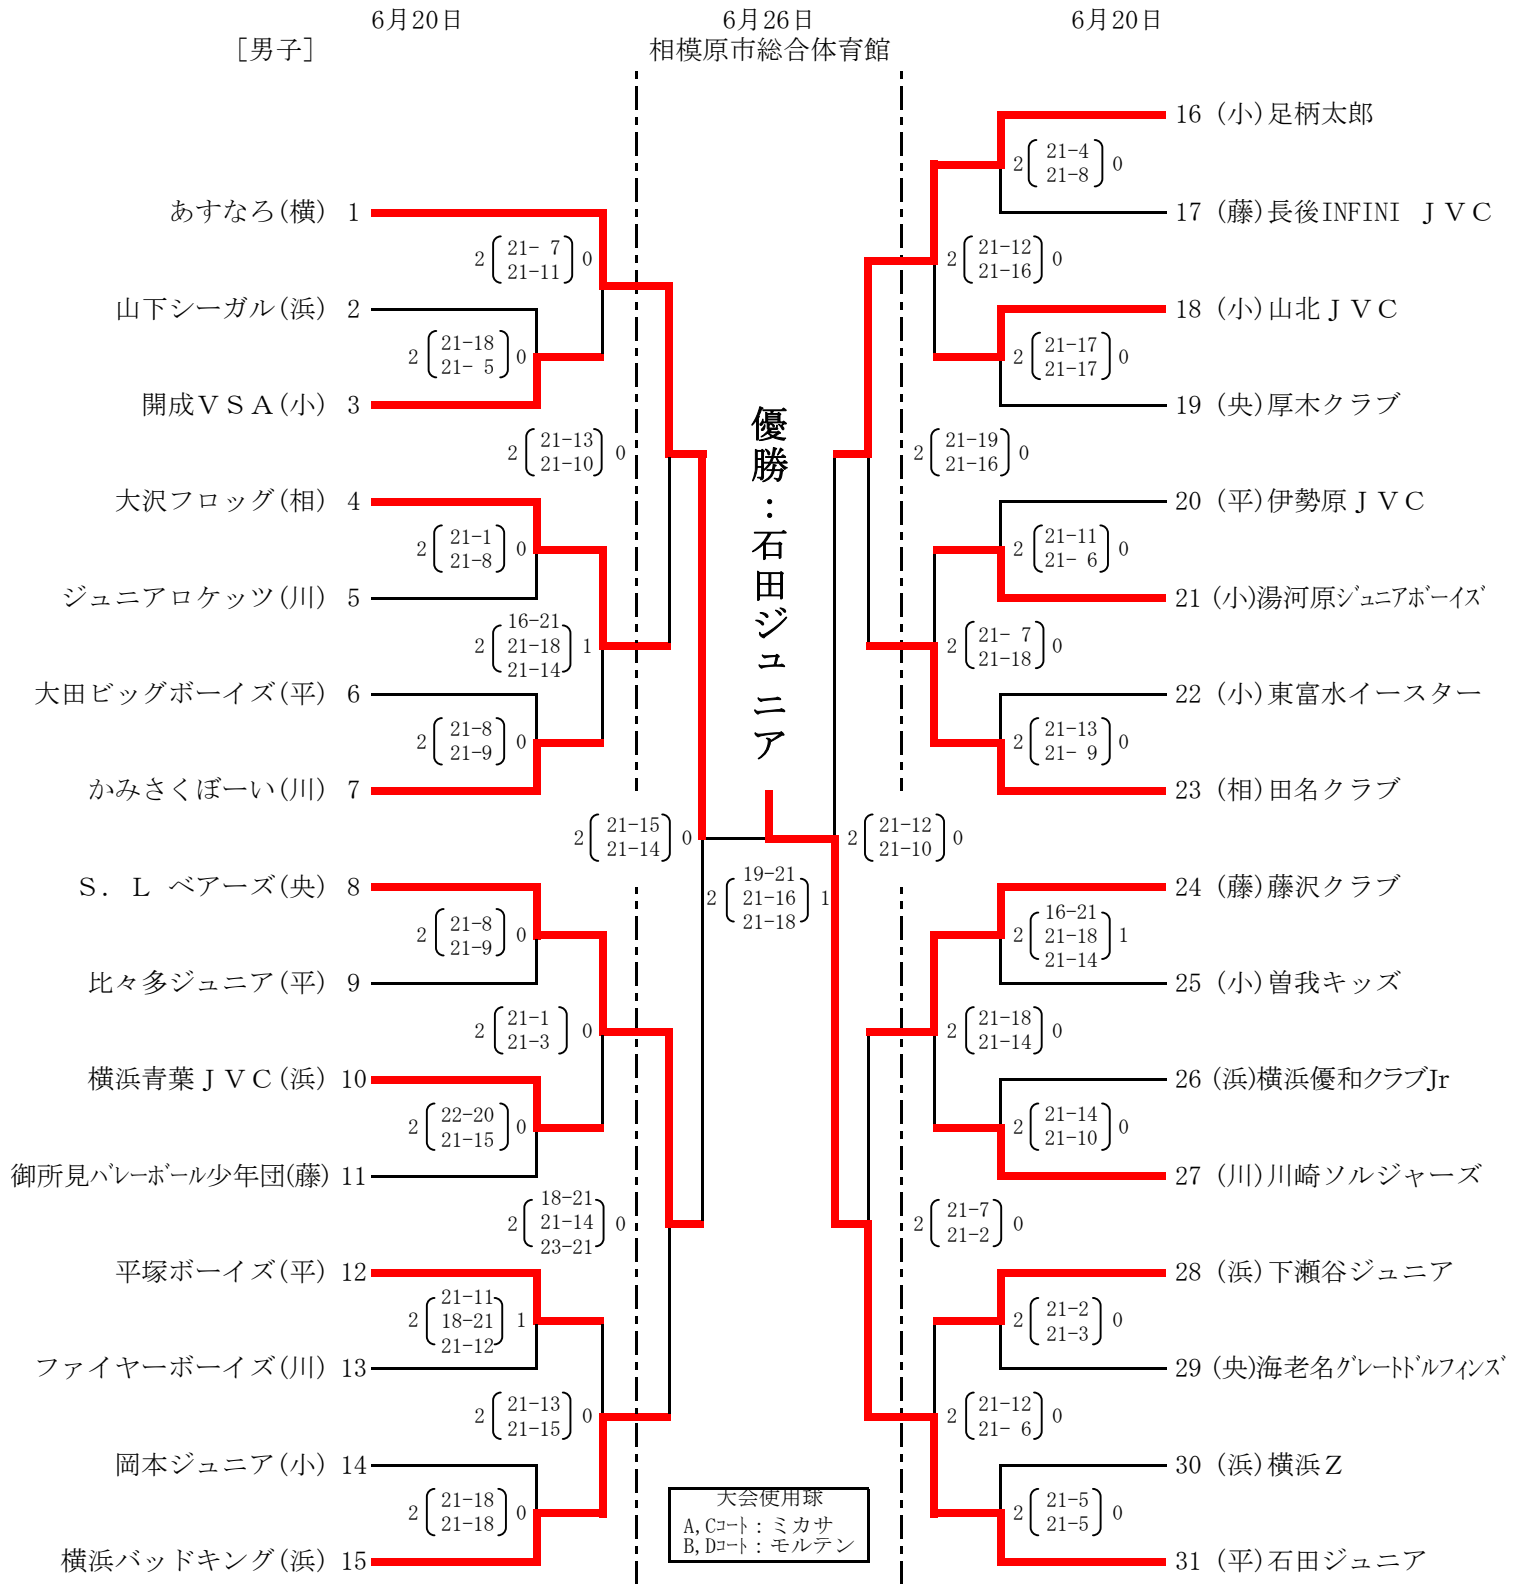 6月20日
6月26日
6月20日
[男子]
相模原市総合体育館
あすなろ(横) 1
2 21- 7 0
21-11
山下シーガル(浜) 2
2 21-18 0
21- 5
開成ＶＳＡ(小) 3
2 21-13 0
21-10
大沢フロッグ(相) 4
2 21-1 0
21-8
ジュニアロケッツ(川) 5
16-21
2 21-18 1
21-14
大田ビッグボーイズ(平) 6
2 21-8 0
21-9
かみさくぼーい(川) 7
2 21-15 0
21-14
Ｓ．Ｌ ベアーズ(央) 8
2 21-8 0
21-9
比々多ジュニア(平) 9
2 21-1 0
21-3
横浜青葉ＪＶＣ(浜) 10
2 22-20 0
21-15
御所見バレーボール少年団(藤) 11
18-21
2 21-14 0
23-21
平塚ボーイズ(平) 12
21-11
2 18-21 1
21-12
ファイヤーボーイズ(川) 13
2 21-13 0
21-15
岡本ジュニア(小) 14
2 21-18 0
21-18
横浜バッドキング(浜) 15
優勝：石田ジュニア
19-21
2 21-16 1
21-18
大会使用球
A,Cコート：ミカサ
B,Dコート：モルテン
16 (小)足柄太郎
2 21-4 0
21-8
17 (藤)長後INFINI ＪＶＣ
2 21-12 0
21-16
18 (小)山北ＪＶＣ
2 21-17 0
21-17
19 (央)厚木クラブ
2 21-19 0
21-16
20 (平)伊勢原ＪＶＣ
2 21-11 0
21- 6
21 (小)湯河原ジュニアボーイズ
2 21- 7 0
21-18
22 (小)東富水イースター
2 21-13 0
21- 9
23 (相)田名クラブ
2 21-12 0
21-10
24 (藤)藤沢クラブ
16-21
2 21-18 1
21-14
25 (小)曽我キッズ
2 21-18 0
21-14
26 (浜)横浜優和クラブJr
2 21-14 0
21-10
27 (川)川崎ソルジャーズ
2 21-7 0
21-2
28 (浜)下瀬谷ジュニア
2 21-2 0
21-3
29 (央)海老名グレートドルフィンズ
2 21-12 0
21- 6
30 (浜)横浜Ｚ
2 21-5 0
21-5
31 (平)石田ジュニア